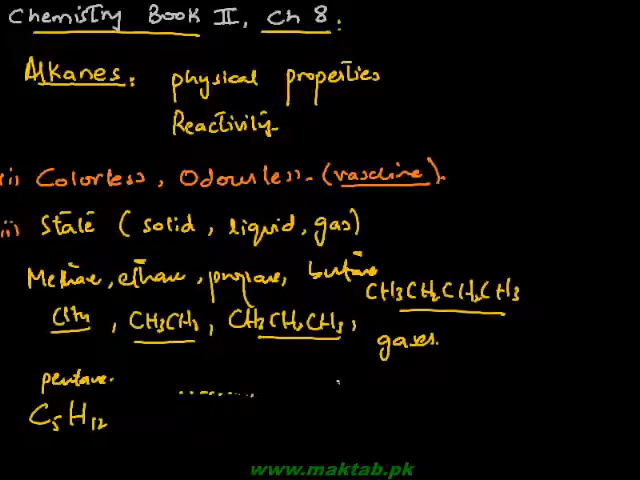 Chemistry Book II, Ch 8:
Alkanes: physical properties
Reactivity
(i) Colorless, Odourless - (vaseline).
ii) State (solid, liquid, gas)
Methane, ethane, propane, butane
CH4, CH3CH3, CH3CH2CH3, CH3CH2CH2CH3
gases.
pentane. ..........
C5H12
www.maktab.pk